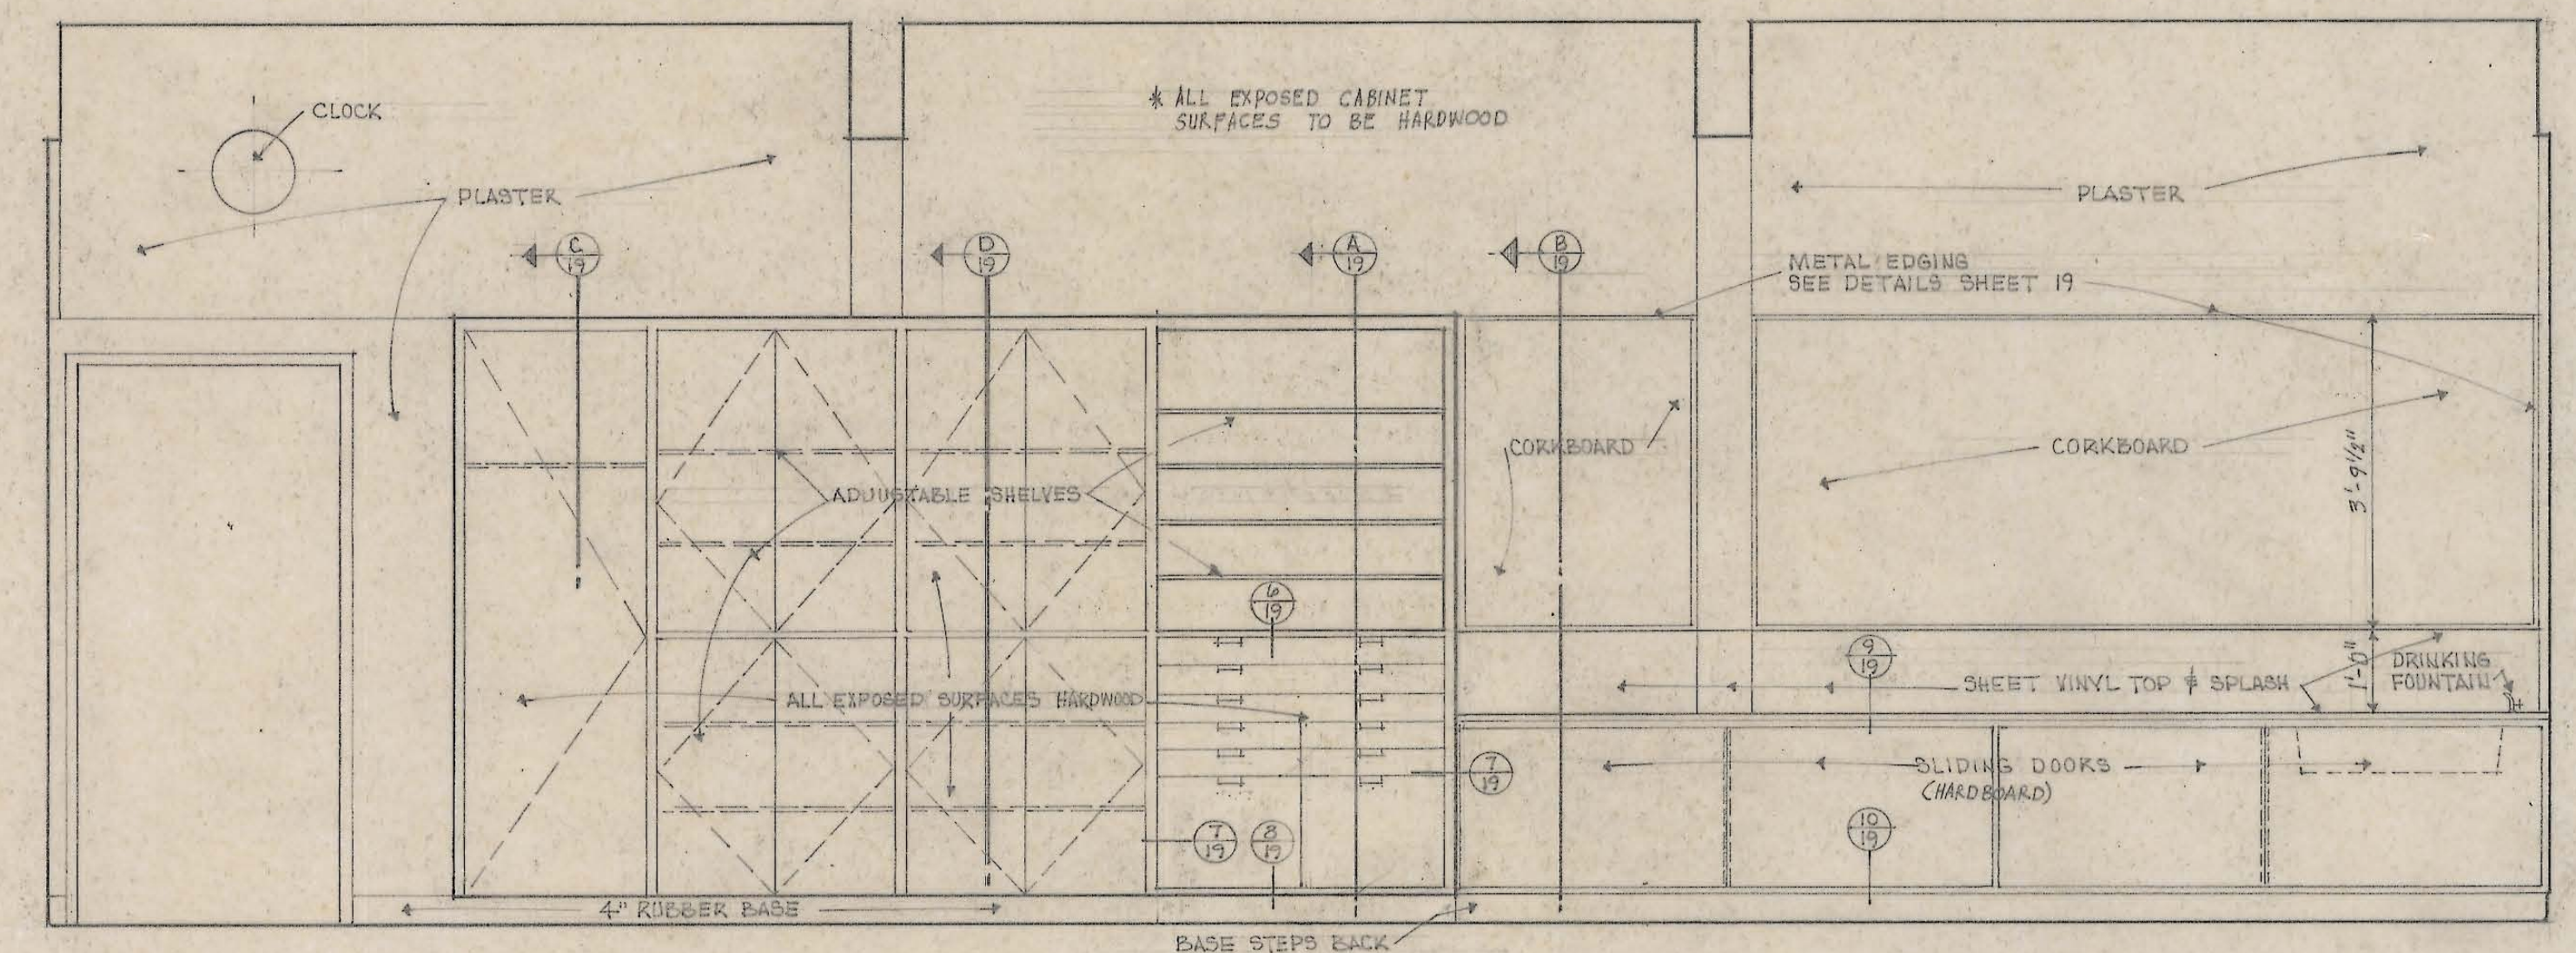 CLOCK
* ALL EXPOSED CABINET
SURFACES TO BE HARDWOOD
PLASTER
PLASTER
C
19
D
19
A
19
B
19
METAL EDGING
SEE DETAILS SHEET 19
CORKBOARD
CORKBOARD
3'-9 1/2"
ADJUSTABLE SHELVES
6
19
9
19
1'-0"
DRINKING
FOUNTAIN
SHEET VINYL TOP & SPLASH
ALL EXPOSED SURFACES HARDWOOD
7
19
SLIDING DOORS
(HARDBOARD)
7
19
8
19
10
19
4" RUBBER BASE
BASE STEPS BACK